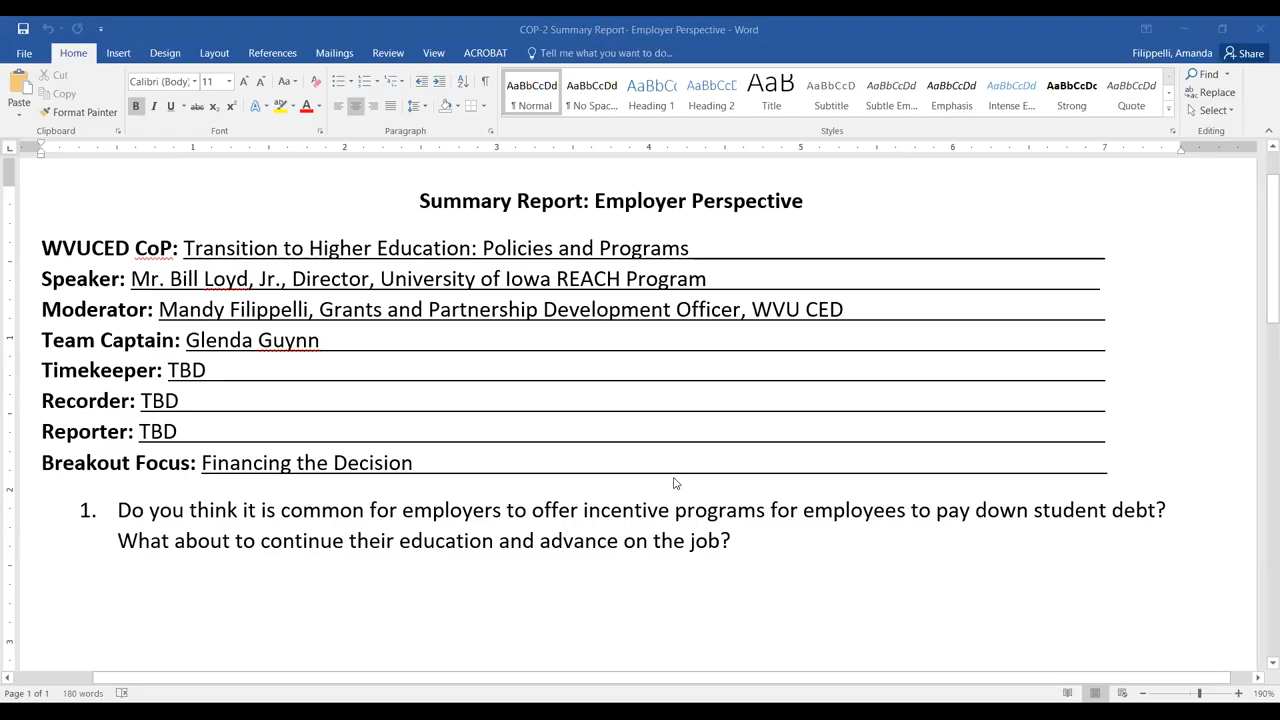 COP-2 Summary Report- Employer Perspective - Word
File Home Insert Design Layout References Mailings Review View ACROBAT Tell me what you want to do... Filippelli, Amanda Share
Paste Cut Copy Format Painter
Calibri (Body) 11
AaBbCcDd AaBbCcDd AaBbCc AaBbCcE AaB AaBbCcD AaBbCcDd AaBbCcDd AaBbCcDd AaBbCcDc AaBbCcDd
¶ Normal ¶ No Spac... Heading 1 Heading 2 Title Subtitle Subtle Em... Emphasis Intense E... Strong Quote
Find Replace Select
Clipboard Font Paragraph Styles Editing
1 2 3 4 5 6 7
Summary Report: Employer Perspective
WVUCED CoP: Transition to Higher Education: Policies and Programs
Speaker: Mr. Bill Loyd, Jr., Director, University of Iowa REACH Program
Moderator: Mandy Filippelli, Grants and Partnership Development Officer, WVU CED
Team Captain: Glenda Guynn
Timekeeper: TBD
Recorder: TBD
Reporter: TBD
Breakout Focus: Financing the Decision
1. Do you think it is common for employers to offer incentive programs for employees to pay down student debt?
What about to continue their education and advance on the job?
Page 1 of 1 180 words 190%